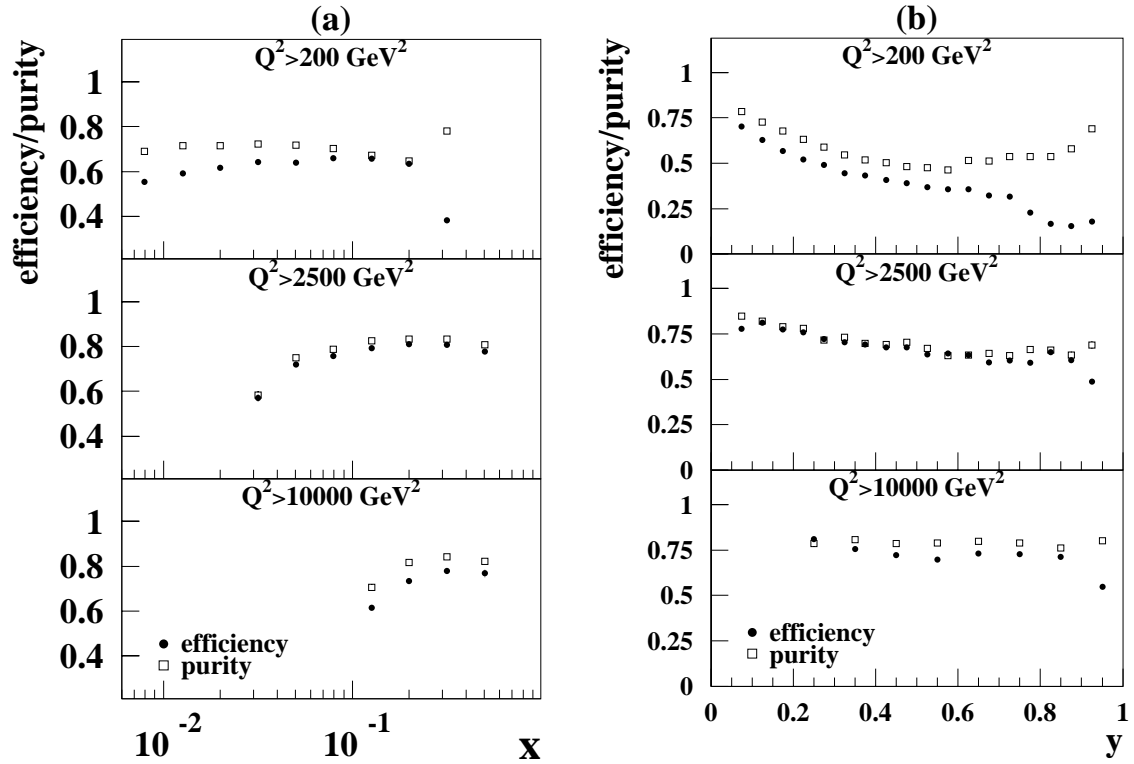 (a)
efficiency/purity
Q²>200 GeV²
1
0.8
0.6
0.4
Q²>2500 GeV²
1
0.8
0.6
0.4
Q²>10000 GeV²
1
0.8
0.6
0.4
efficiency
purity
10⁻² 10⁻¹ x
(b)
efficiency/purity
Q²>200 GeV²
1
0.75
0.5
0.25
0
Q²>2500 GeV²
1
0.75
0.5
0.25
0
Q²>10000 GeV²
1
0.75
0.5
0.25
0
efficiency
purity
0 0.2 0.4 0.6 0.8 1
y